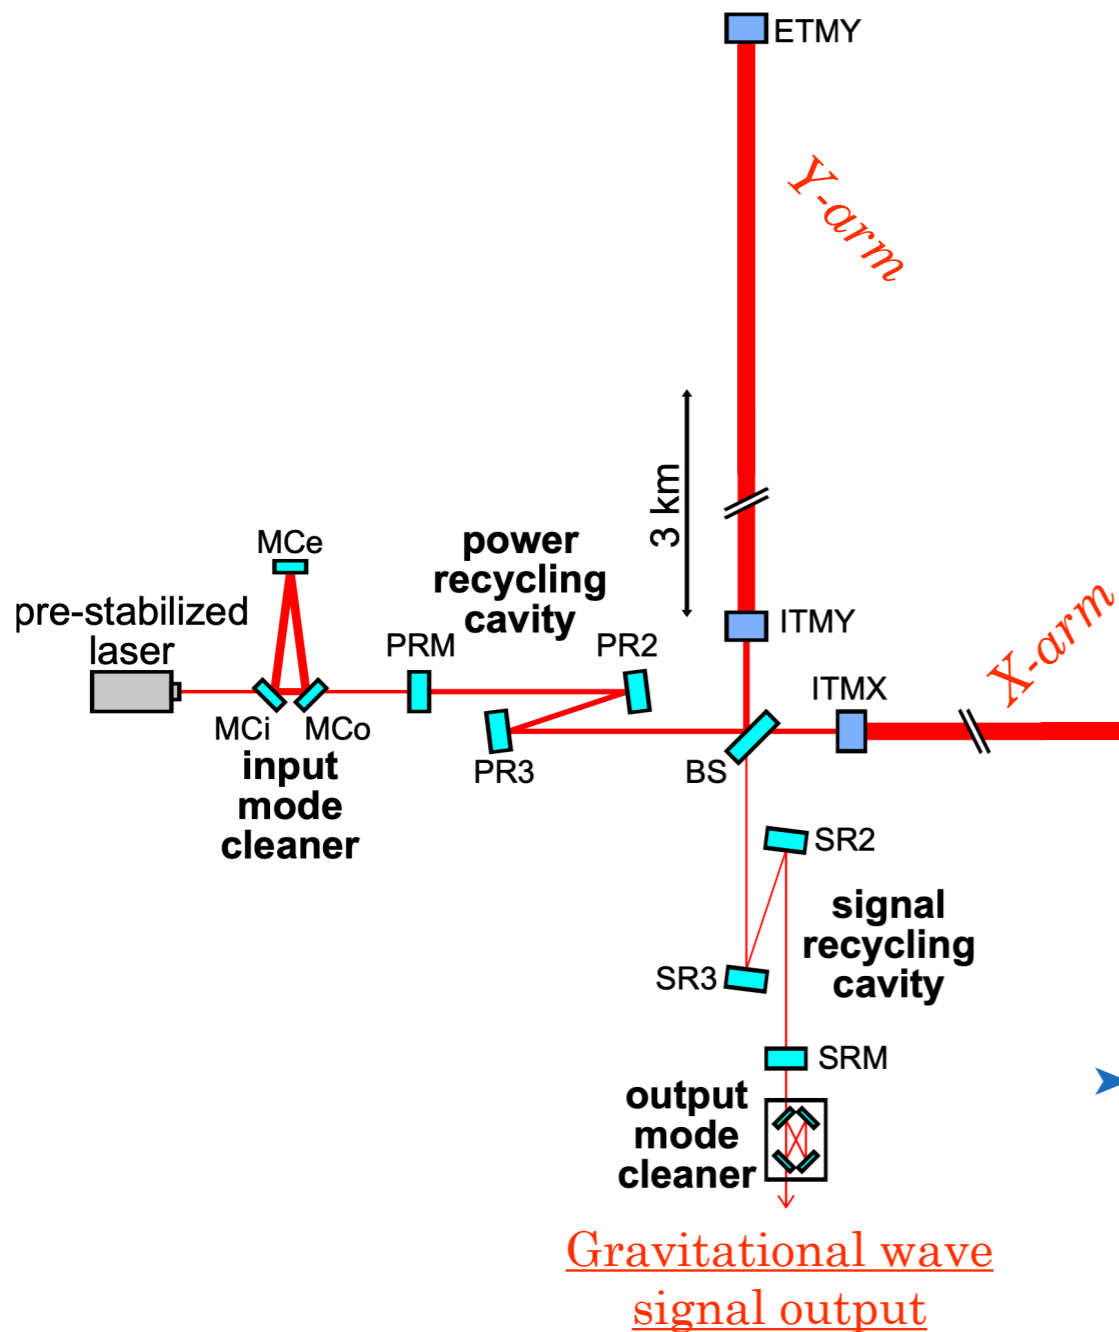 ETMY
Y-arm
3 km
MCe
power
recycling
cavity
pre-stabilized
laser
PRM
PR2
ITMY
X-arm
ITMX
MCi
MCo
PR3
BS
input
mode
cleaner
SR2
signal
recycling
cavity
SR3
SRM
output
mode
cleaner
Gravitational wave
signal output